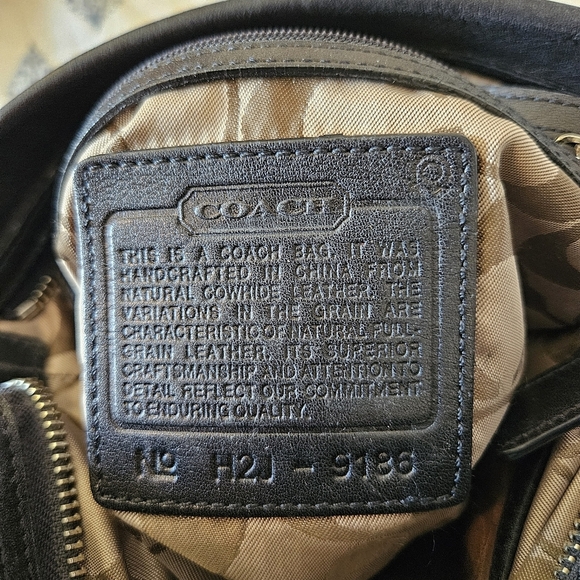 COACH
THIS IS A COACH BAG. IT WAS
HANDCRAFTED IN CHINA FROM
NATURAL COWHIDE LEATHER. THE
VARIATIONS IN THE GRAIN ARE
CHARACTERISTIC OF NATURAL FULL-
GRAIN LEATHER. ITS SUPERIOR
CRAFTSMANSHIP AND ATTENTION TO
DETAIL REFLECT OUR COMMITMENT
TO ENDURING QUALITY.
No H2J - 9186